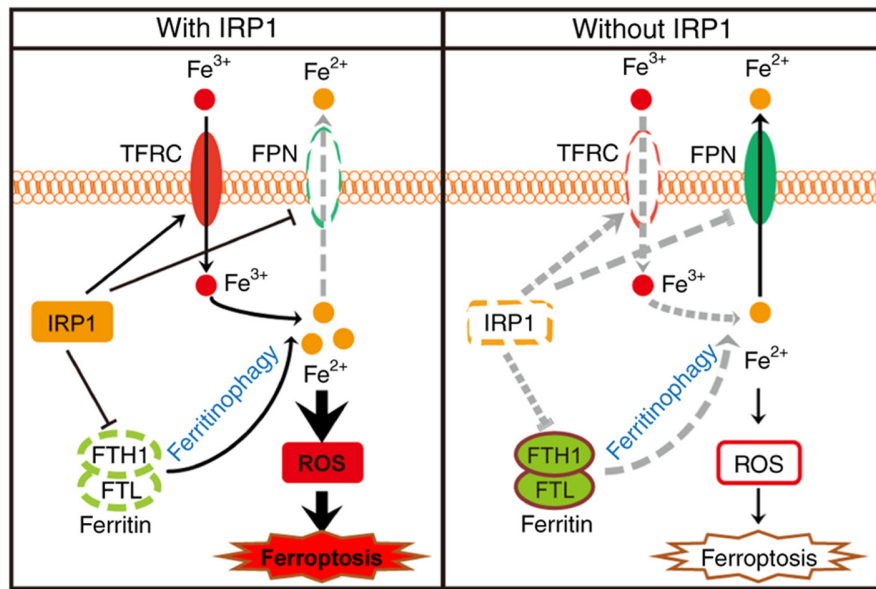 With IRP1
Fe³⁺
Fe²⁺
TFRC
FPN
Fe³⁺
IRP1
Fe²⁺
Ferritinophagy
FTH1
FTL
Ferritin
ROS
Ferroptosis
Without IRP1
Fe³⁺
Fe²⁺
TFRC
FPN
Fe³⁺
IRP1
Fe²⁺
Ferritinophagy
FTH1
FTL
Ferritin
ROS
Ferroptosis